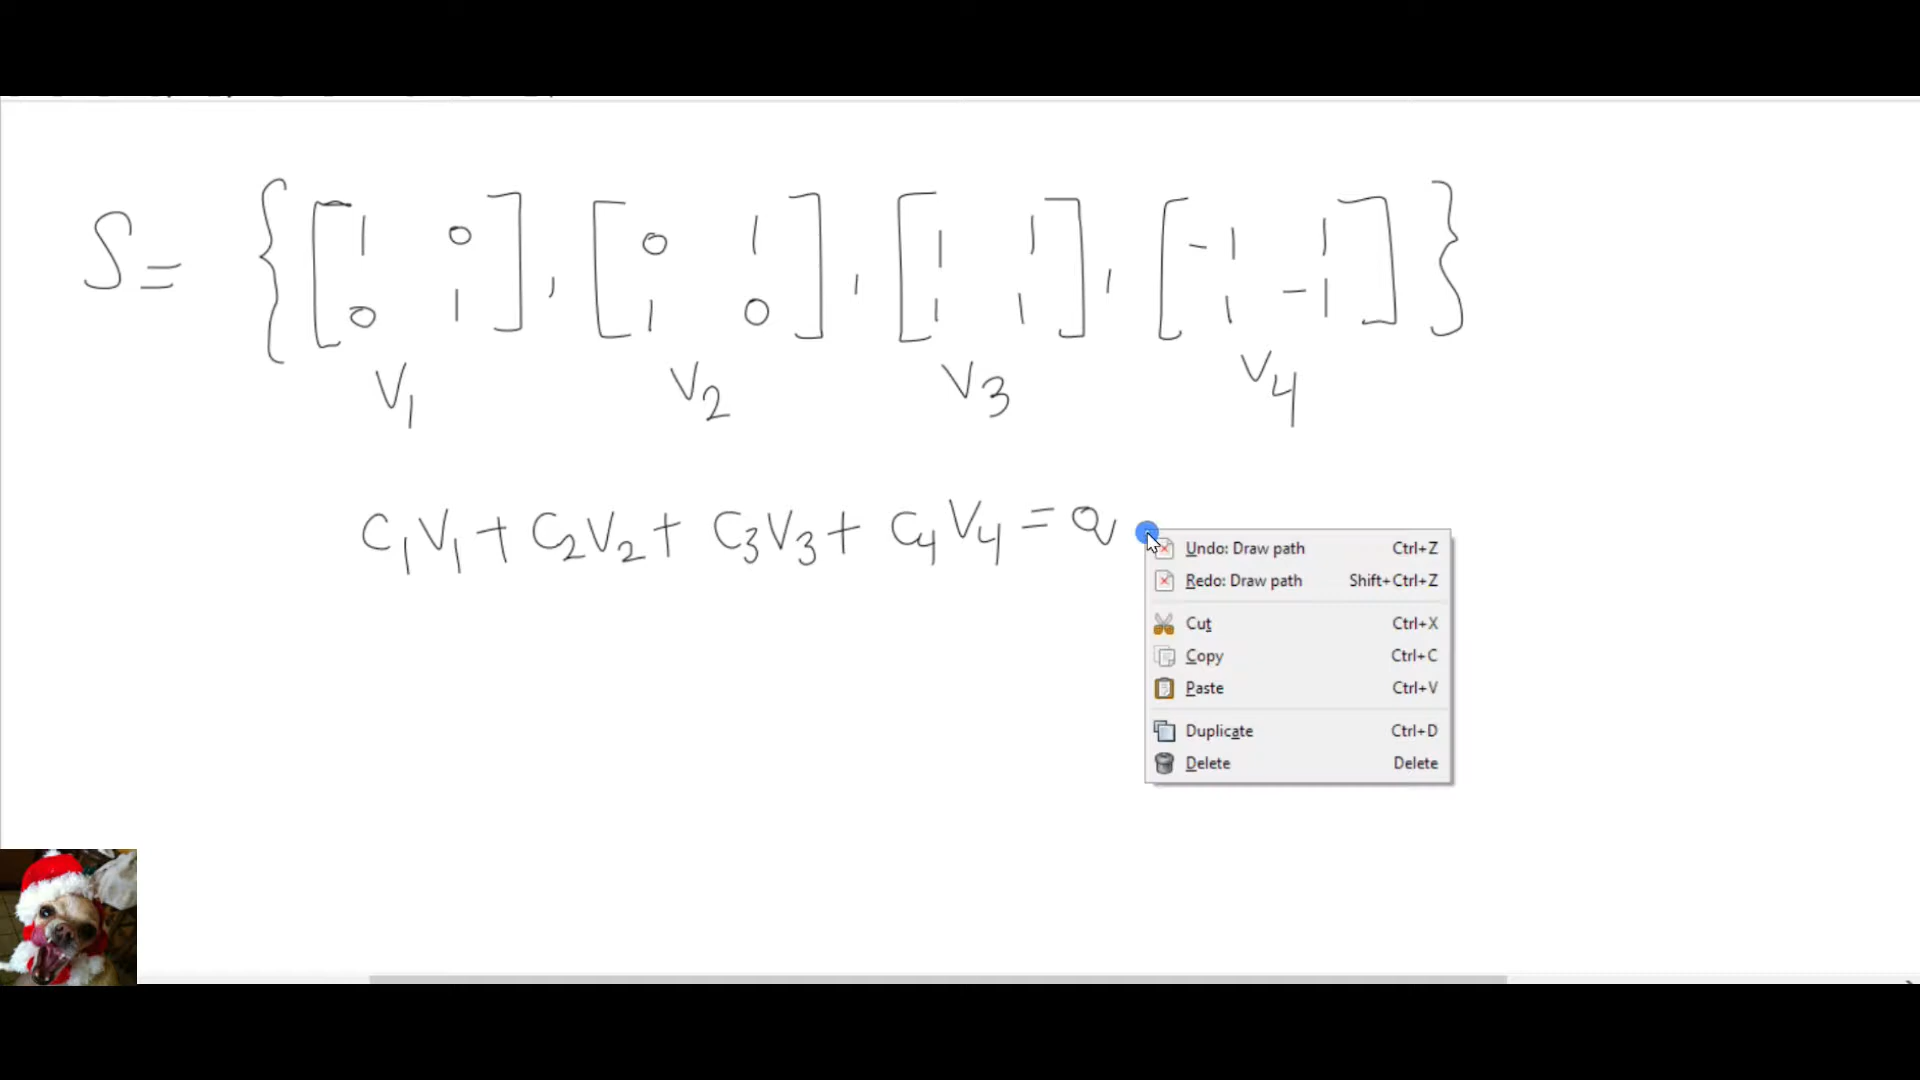 S = { [ 1 0 ] , [ 0 1 ] , [ 1 1 ] , [ -1 1 ] }
0 1 1 0 1 1 1 -1
V1 V2 V3 V4
C1V1 + C2V2 + C3V3 + C4V4 = a
Undo: Draw path Ctrl+Z
Redo: Draw path Shift+Ctrl+Z
Cut Ctrl+X
Copy Ctrl+C
Paste Ctrl+V
Duplicate Ctrl+D
Delete Delete